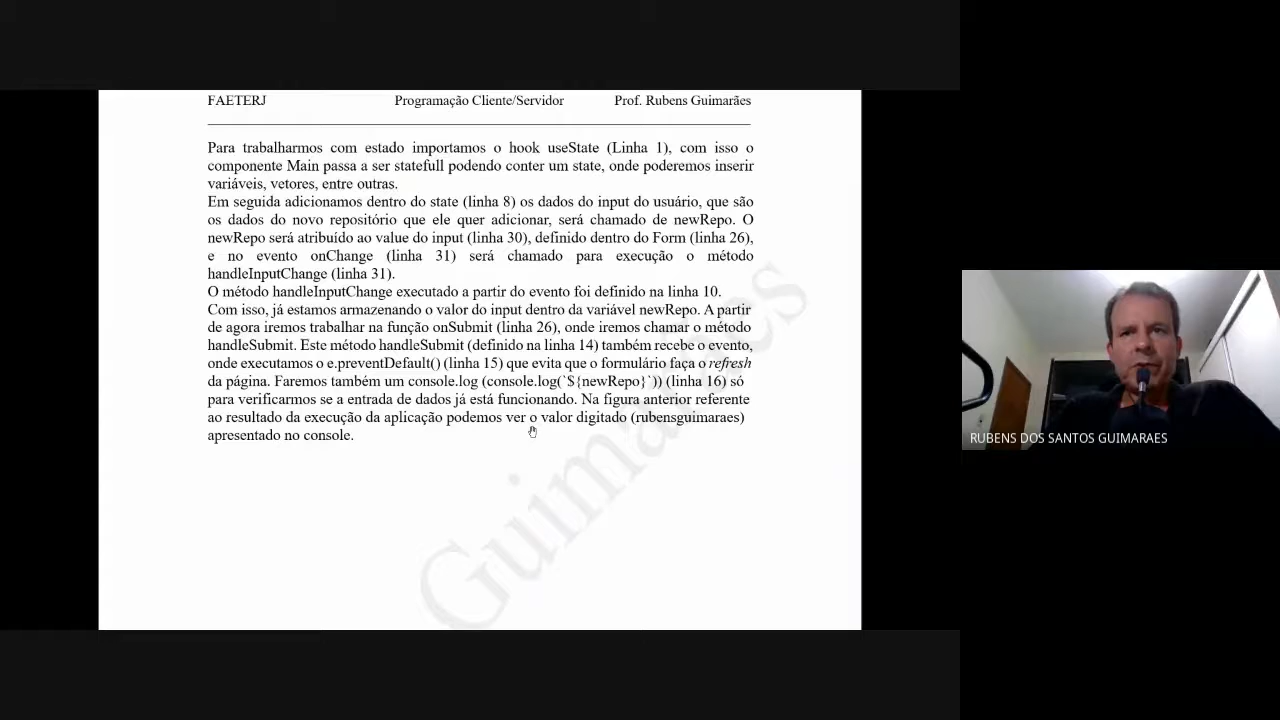 FAETERJ Programação Cliente/Servidor Prof. Rubens Guimarães
Para trabalharmos com estado importamos o hook useState (Linha 1), com isso o
componente Main passa a ser statefull podendo conter um state, onde poderemos inserir
variáveis, vetores, entre outras.
Em seguida adicionamos dentro do state (linha 8) os dados do input do usuário, que são
os dados do novo repositório que ele quer adicionar, será chamado de newRepo. O
newRepo será atribuído ao value do input (linha 30), definido dentro do Form (linha 26),
e no evento onChange (linha 31) será chamado para execução o método
handleInputChange (linha 31).
O método handleInputChange executado a partir do evento foi definido na linha 10.
Com isso, já estamos armazenando o valor do input dentro da variável newRepo. A partir
de agora iremos trabalhar na função onSubmit (linha 26), onde iremos chamar o método
handleSubmit. Este método handleSubmit (definido na linha 14) também recebe o evento,
onde executamos o e.preventDefault() (linha 15) que evita que o formulário faça o refresh
da página. Faremos também um console.log (console.log(`${newRepo}`)) (linha 16) só
para verificarmos se a entrada de dados já está funcionando. Na figura anterior referente
ao resultado da execução da aplicação podemos ver o valor digitado (rubensguimaraes)
apresentado no console.
Guimarães
RUBENS DOS SANTOS GUIMARAES